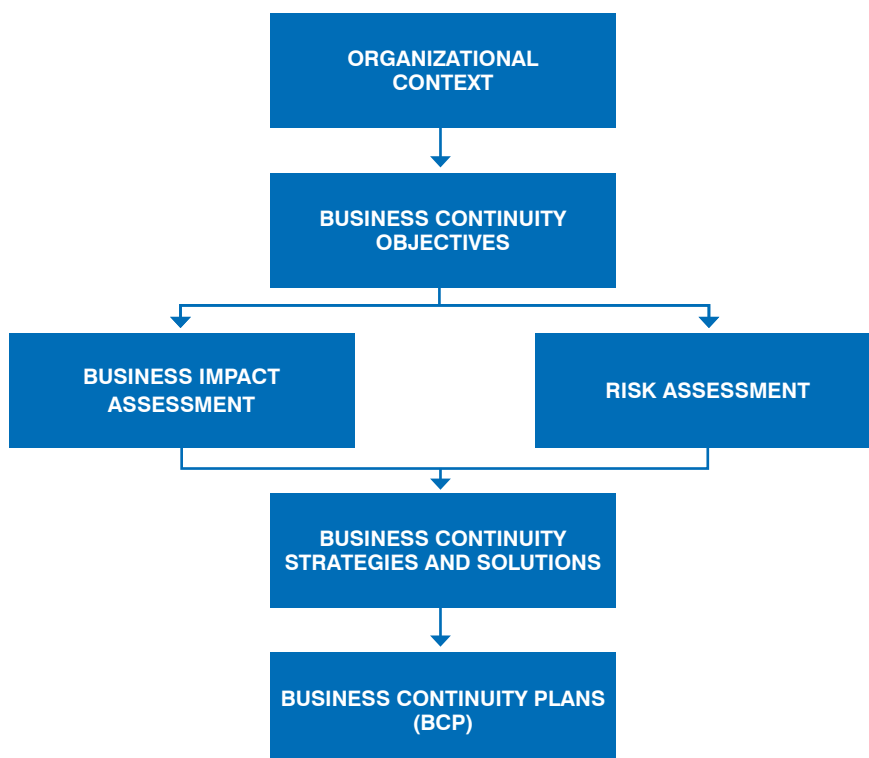 ORGANIZATIONAL
CONTEXT
BUSINESS CONTINUITY
OBJECTIVES
BUSINESS IMPACT
ASSESSMENT
RISK ASSESSMENT
BUSINESS CONTINUITY
STRATEGIES AND SOLUTIONS
BUSINESS CONTINUITY PLANS
(BCP)